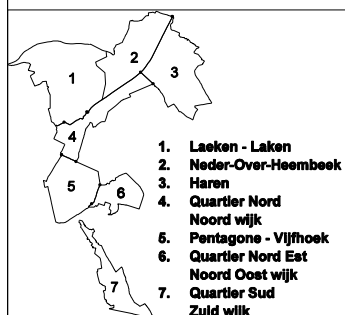 1
2
3
4
5
6
7
1. Laeken - Laken
2. Neder-Over-Heembeek
3. Haren
4. Quartier Nord
Noord wijk
5. Pentagone - Vijfhoek
6. Quartier Nord Est
Noord Oost wijk
7. Quartier Sud
Zuid wijk